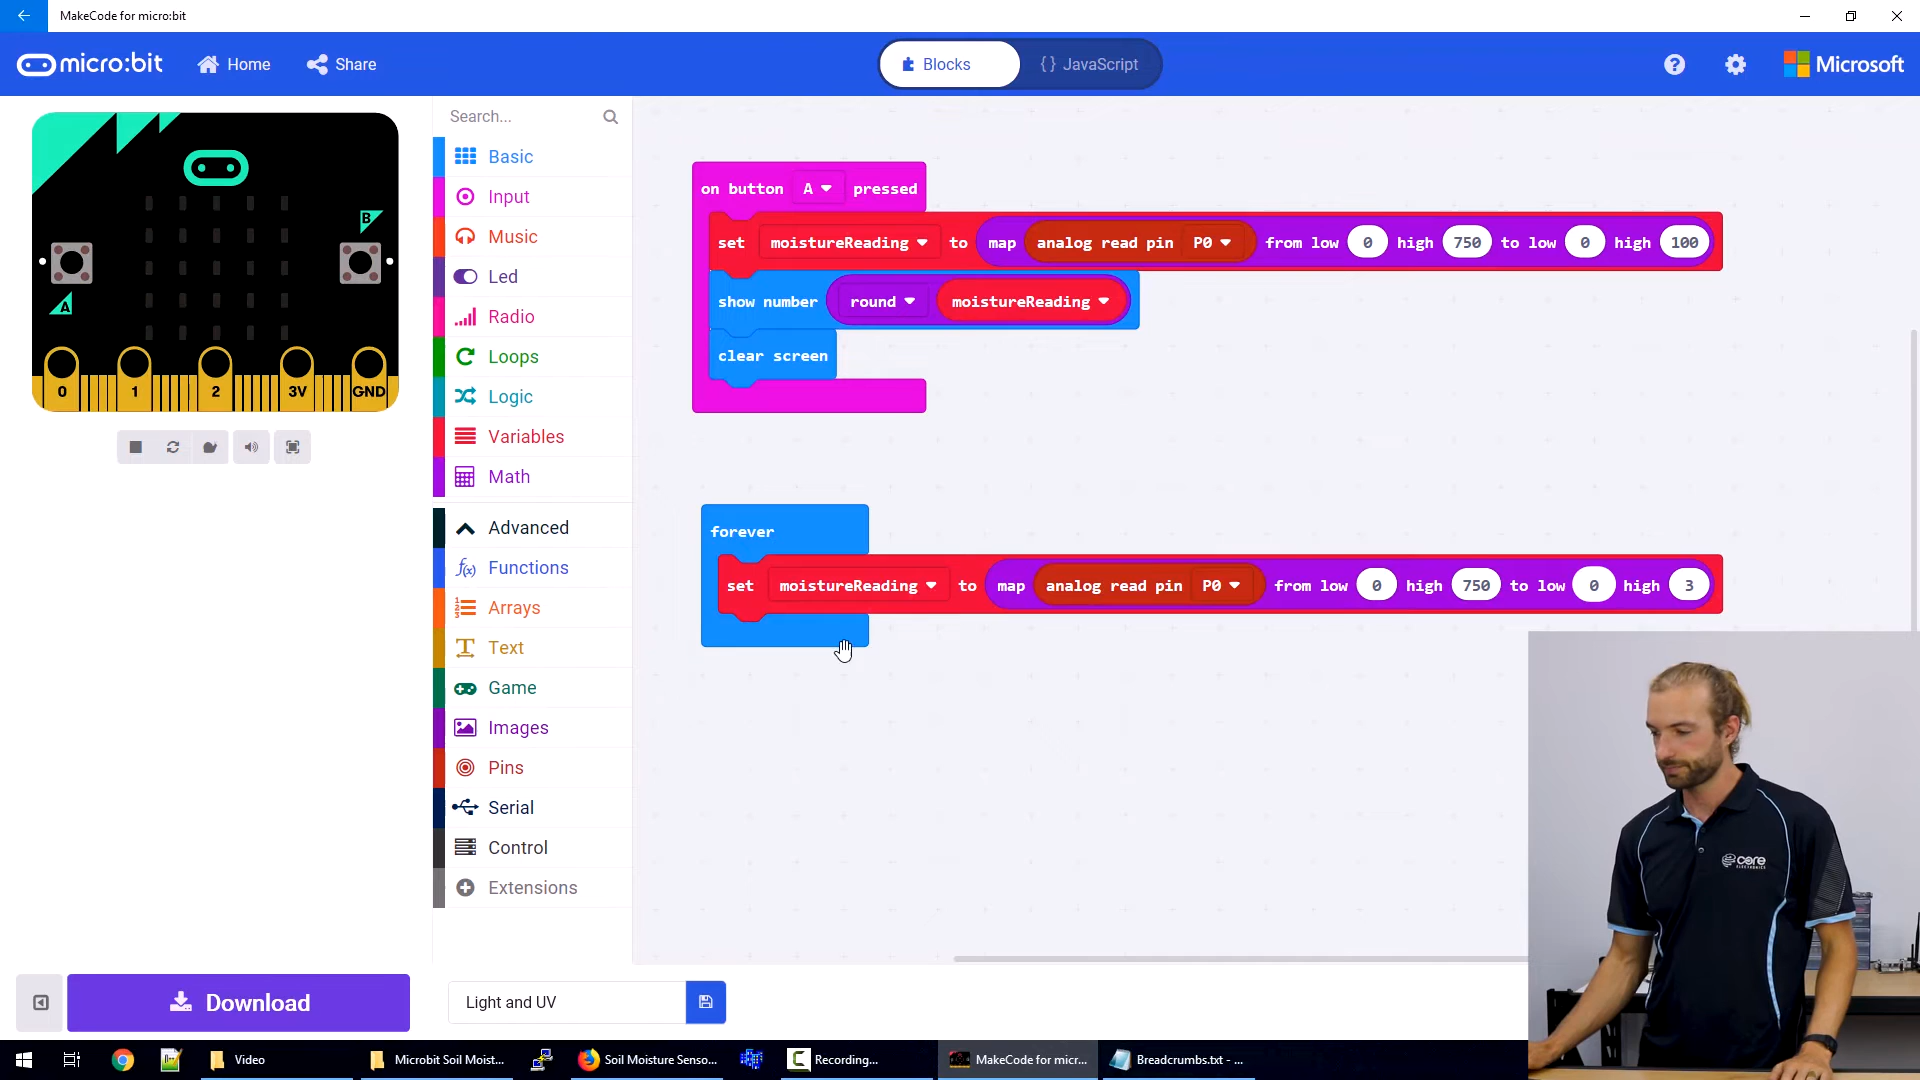 MakeCode for micro:bit
micro:bit
Home
Share
Blocks
{ } JavaScript
?
Microsoft
Search...
Basic
Input
Music
Led
Radio
Loops
Logic
Variables
Math
Advanced
Functions
Arrays
Text
Game
Images
Pins
Serial
Control
Extensions
B
A
0 1 2 3V GND
on button A pressed
set moistureReading to map analog read pin P0 from low 0 high 750 to low 0 high 100
show number round moistureReading
clear screen
forever
set moistureReading to map analog read pin P0 from low 0 high 750 to low 0 high 3
core
ELECTRONICS
Download
Light and UV
Video
Microbit Soil Moist...
Soil Moisture Senso...
Recording...
MakeCode for micr...
Breadcrumbs.txt - ...